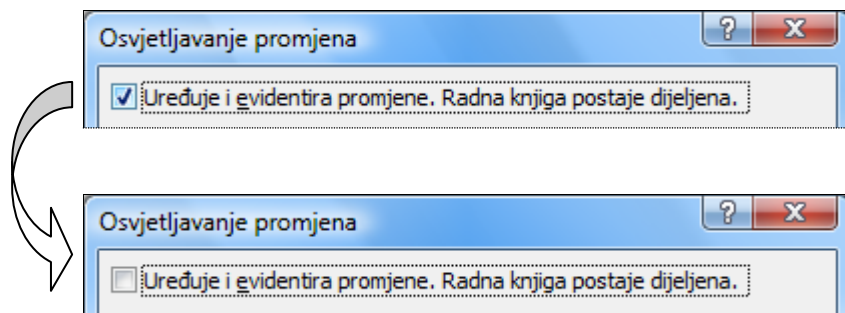 Osvjetljavanje promjena
Uređuje i evidentira promjene. Radna knjiga postaje dijeljena.
Osvjetljavanje promjena
Uređuje i evidentira promjene. Radna knjiga postaje dijeljena.